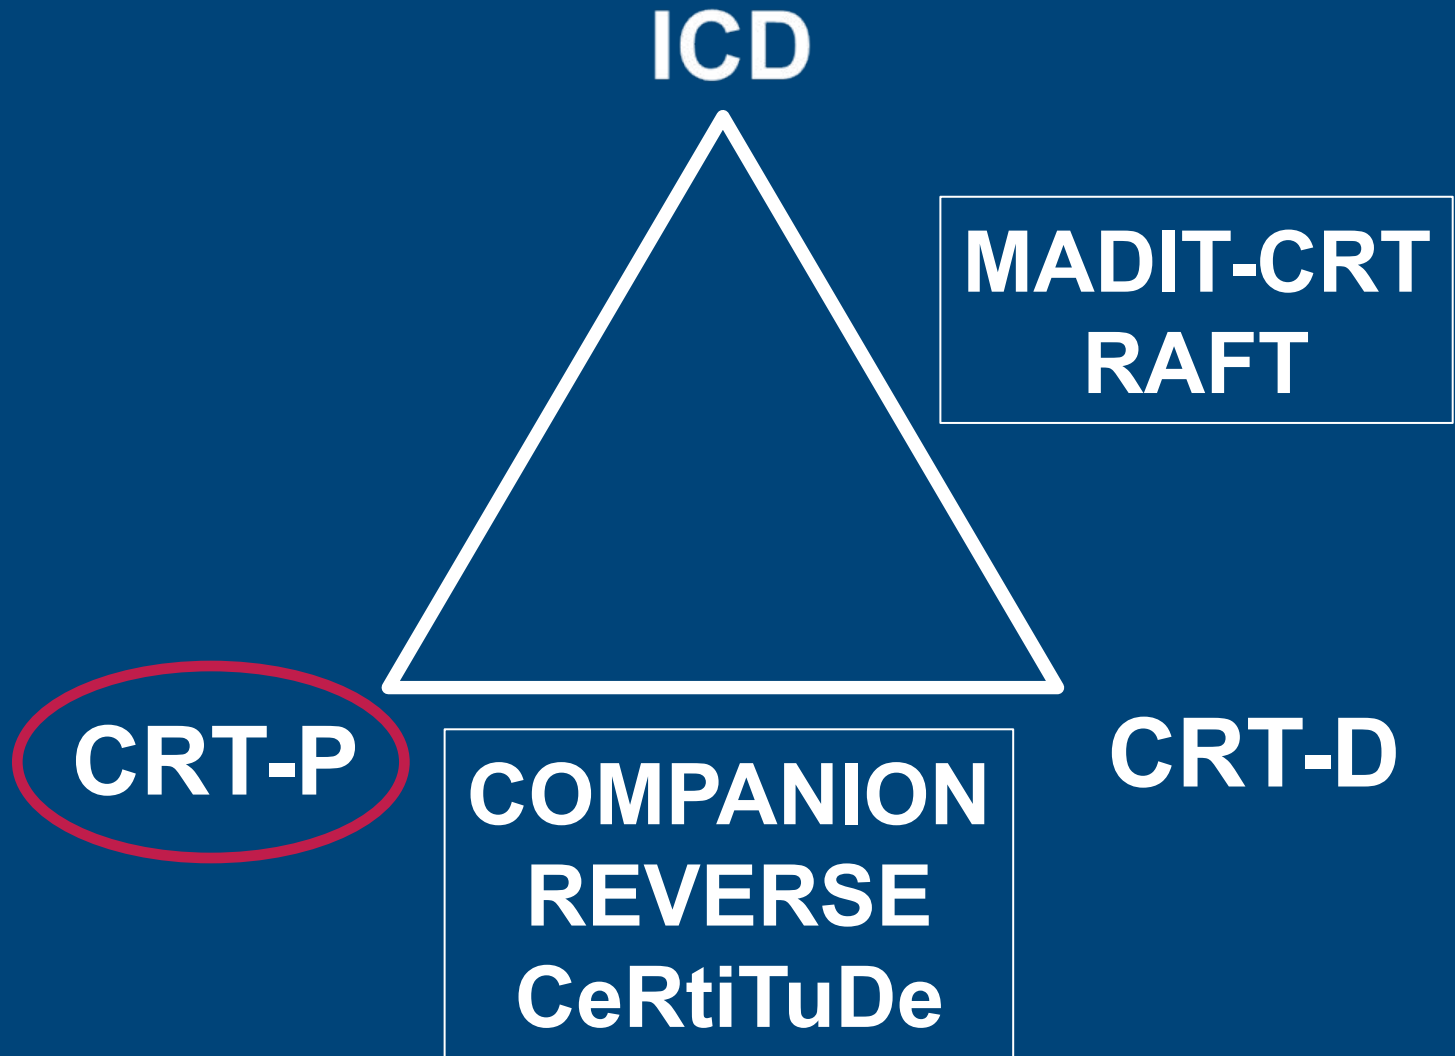 ICD
MADIT-CRT
RAFT
CRT-P
CRT-D
COMPANION
REVERSE
CeRtiTuDe